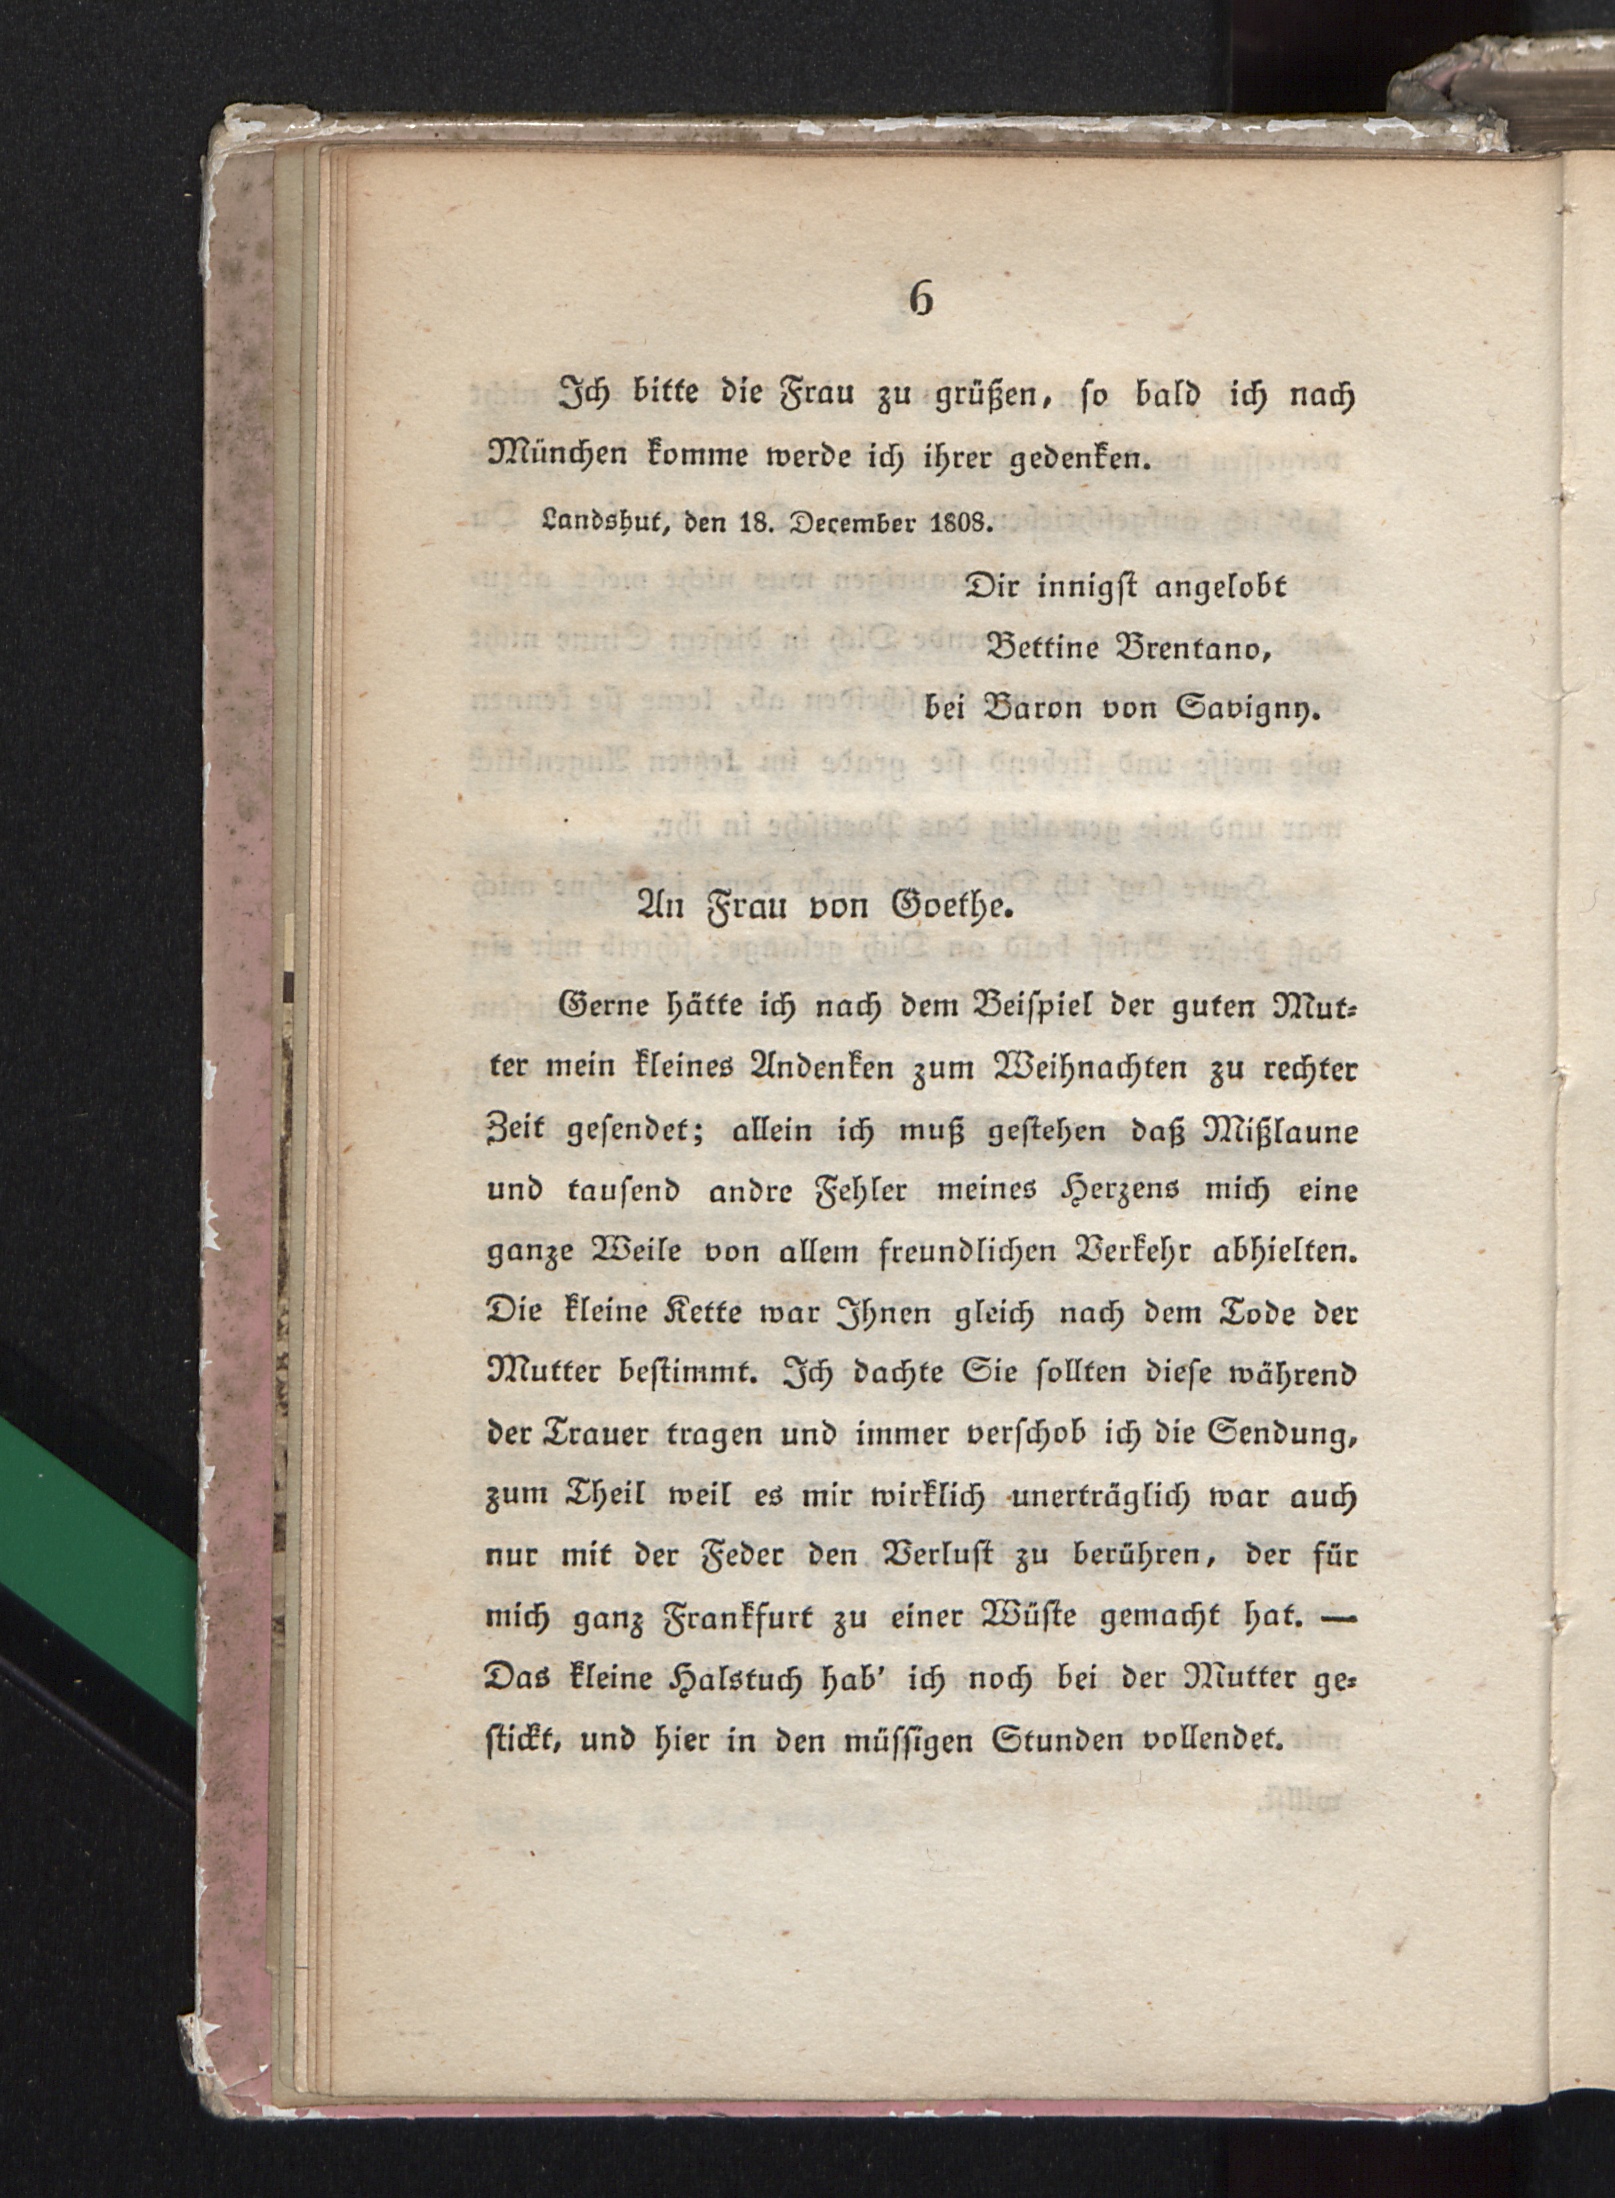 6
Ich bitte die Frau zu grüßen, ſo bald ich nach
München komme werde ich ihrer gedenken.
Landshut, den 18. December 1808.
Dir innigſt angelobt
Bettine Brentano,
bei Baron von Savigny.
An Frau von Goethe.
Gerne hätte ich nach dem Beiſpiel der guten Mut⸗
ter mein kleines Andenken zum Weihnachten zu rechter
Zeit geſendet; allein ich muß geſtehen daß Mißlaune
und tauſend andre Fehler meines Herzens mich eine
ganze Weile von allem freundlichen Verkehr abhielten.
Die kleine Kette war Ihnen gleich nach dem Tode der
Mutter beſtimmt. Ich dachte Sie ſollten dieſe während
der Trauer tragen und immer verſchob ich die Sendung,
zum Theil weil es mir wirklich unerträglich war auch
nur mit der Feder den Verluſt zu berühren, der für
mich ganz Frankfurt zu einer Wüſte gemacht hat. —
Das kleine Halstuch hab' ich noch bei der Mutter ge⸗
ſtickt, und hier in den müſſigen Stunden vollendet.